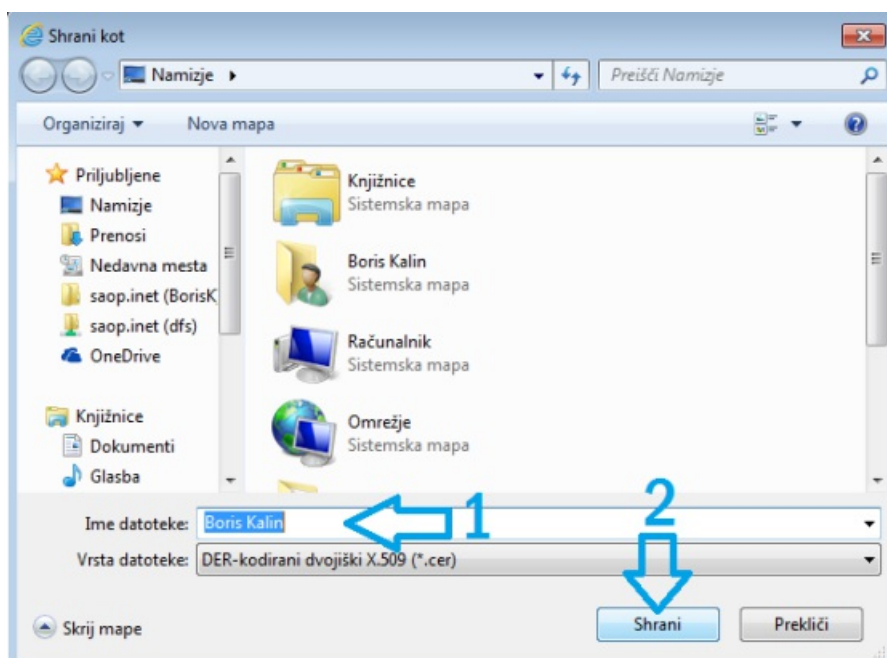 Shrani kot
Namizje
Preišči Namizje
Organiziraj
Nova mapa
Priljubljene
Namizje
Prenosi
Nedavna mesta
saop.inet (BorisK
saop.inet (dfs)
OneDrive
Knjižnice
Dokumenti
Glasba
Knjižnice
Sistemska mapa
Boris Kalin
Sistemska mapa
Računalnik
Sistemska mapa
Omrežje
Sistemska mapa
Ime datoteke: Boris Kalin 1
Vrsta datoteke: DER-kodirani dvojiški X.509 (*.cer)
2
Skrij mape
Shrani
Prekliči